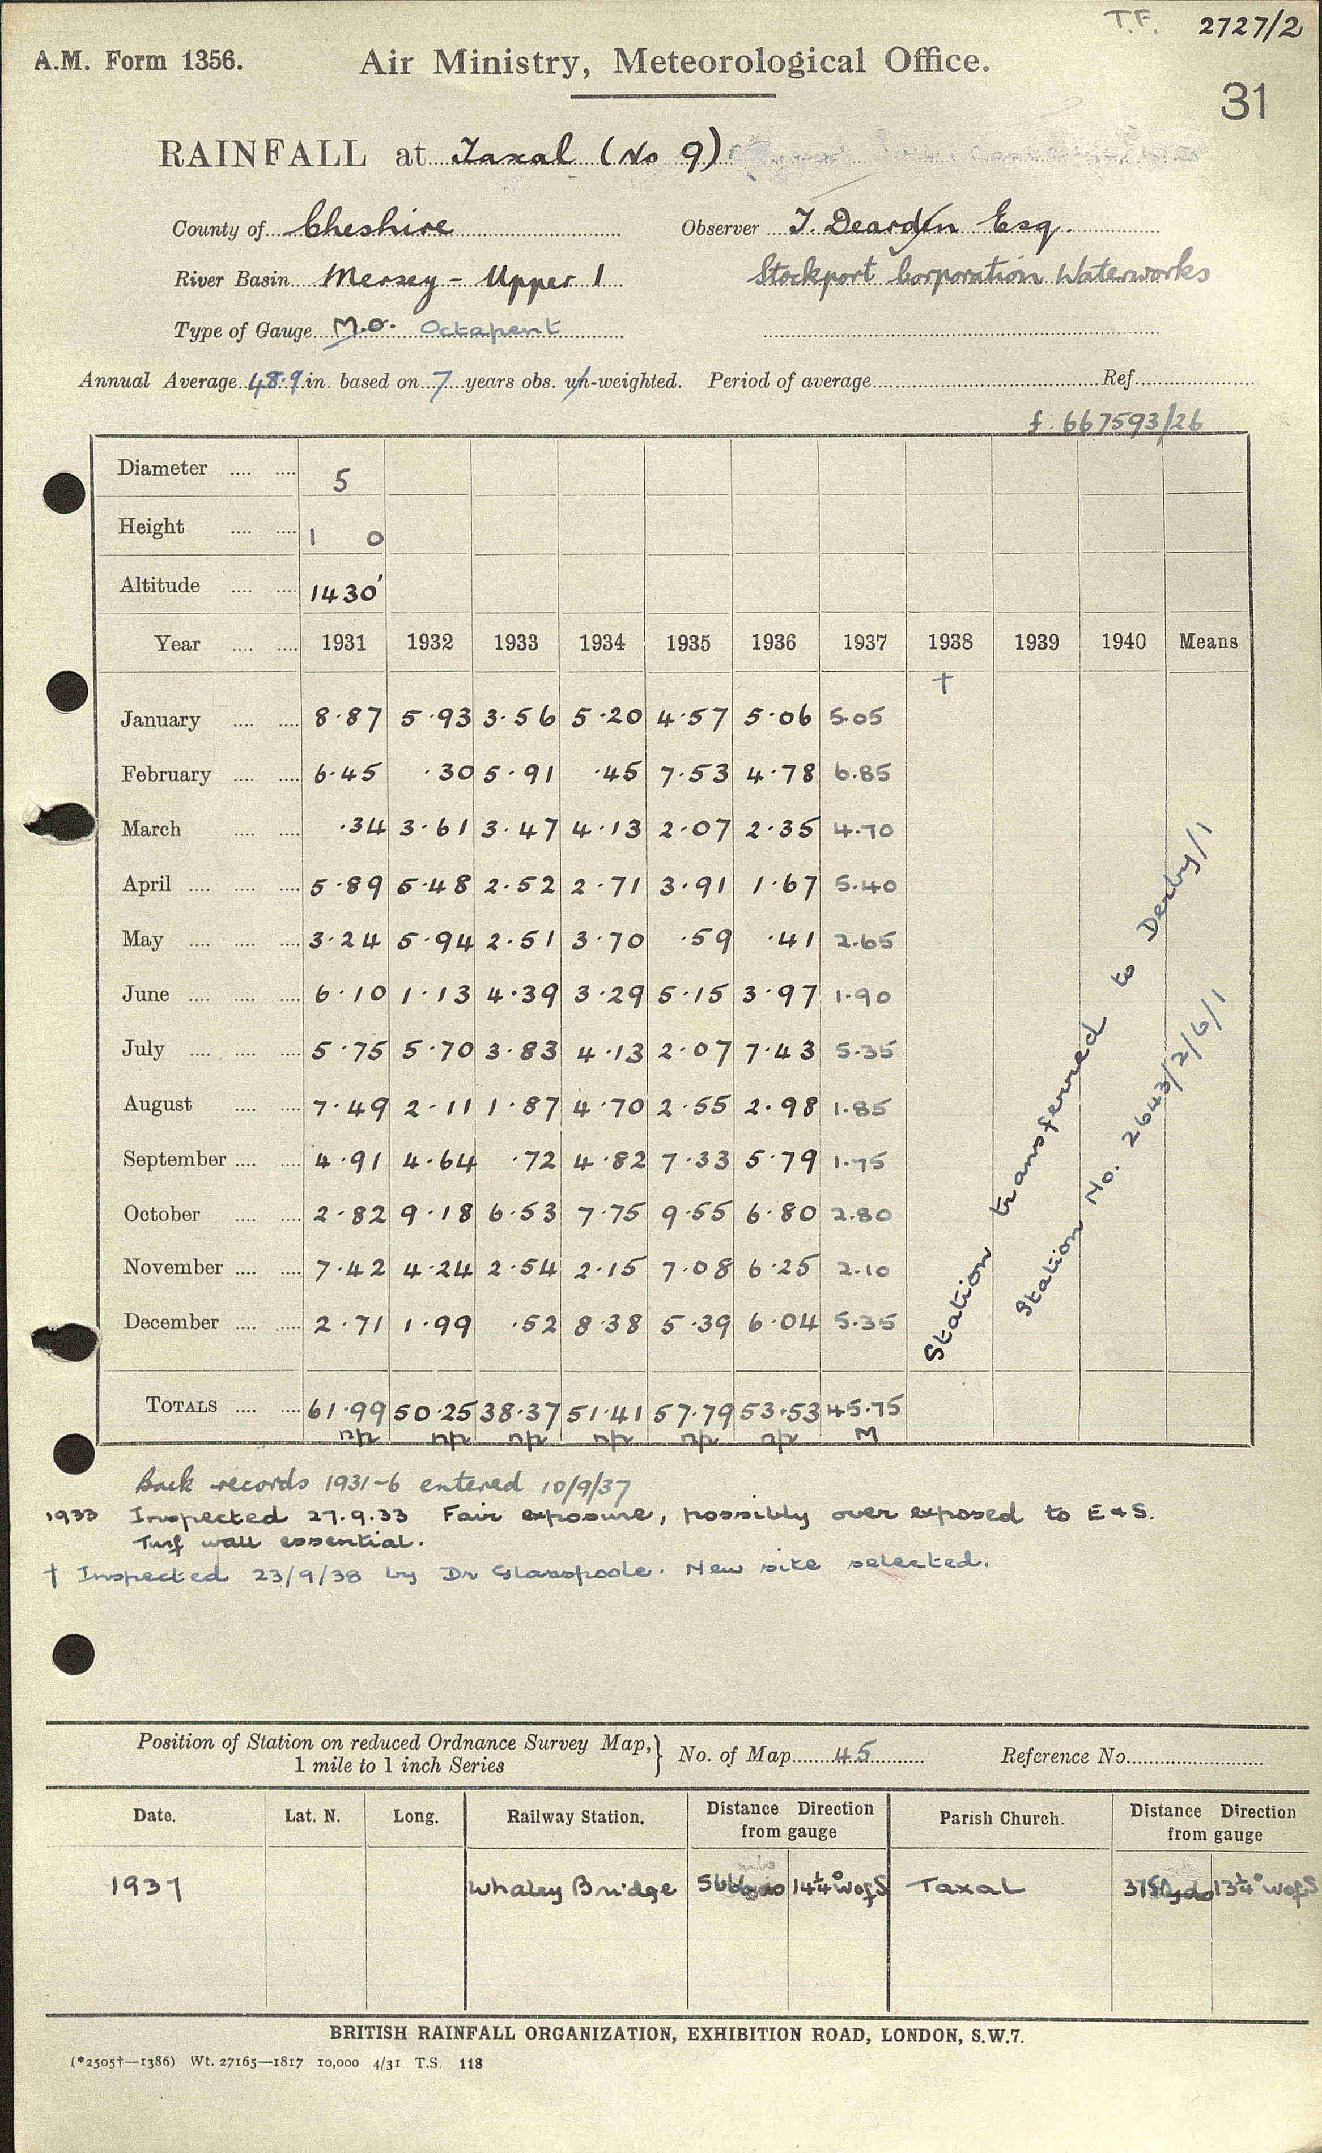 T.F. 2727/2
A.M. Form 1356. Air Ministry, Meteorological Office.
31
RAINFALL at Taxal (No 9)
County of Cheshire Observer T. Dearden Esq.
River Basin Mersey - Upper 1 Stockport Corporation Waterworks
Type of Gauge M.O. Octapent
Annual Average 48.9 in. based on 7 years obs. un-weighted. Period of average Ref
f. 667593/26
Diameter 5
Height 1 0
Altitude 1430'
Year 1931 1932 1933 1934 1935 1936 1937 1938 1939 1940 Means
†
January 8.87 5.93 3.56 5.20 4.57 5.06 5.05
February 6.45 .30 5.91 .45 7.53 4.78 6.85
March .34 3.61 3.47 4.13 2.07 2.35 4.70
April 5.89 5.48 2.52 2.71 3.91 1.67 5.40
May 3.24 5.94 2.51 3.70 .59 .41 2.65
June 6.10 1.13 4.39 3.29 5.15 3.97 1.90
July 5.75 5.70 3.83 4.13 2.07 7.43 5.35
August 7.49 2.11 1.87 4.70 2.55 2.98 1.85
September 4.91 4.64 .72 4.82 7.33 5.79 1.75
October 2.82 9.18 6.53 7.75 9.55 6.80 2.80
November 7.42 4.24 2.54 2.15 7.08 6.25 2.10
December 2.71 1.99 .52 8.38 5.39 6.04 5.35
TOTALS 61.99 50.25 38.37 51.41 57.79 53.53 45.75
np np np np np np M
Station transferred to Derby/1
Station No. 2643/2/6/1
Back records 1931-6 entered 10/9/37
1933 Inspected 27.9.33 Fair exposure, possibly over exposed to E & S.
Turf wall essential.
† Inspected 23/9/38 by Dr Glasspoole. New site selected.
Position of Station on reduced Ordnance Survey Map, 1 mile to 1 inch Series } No. of Map 45 Reference No.
Date. Lat. N. Long. Railway Station. Distance Direction from gauge Parish Church. Distance Direction from gauge
1937 Whaley Bridge 14¼° W of S Taxal 13¼° W of S
BRITISH RAINFALL ORGANIZATION, EXHIBITION ROAD, LONDON, S.W.7.
(*2505†—1386) Wt. 27165—1817 10,000 4/31 T.S. 118